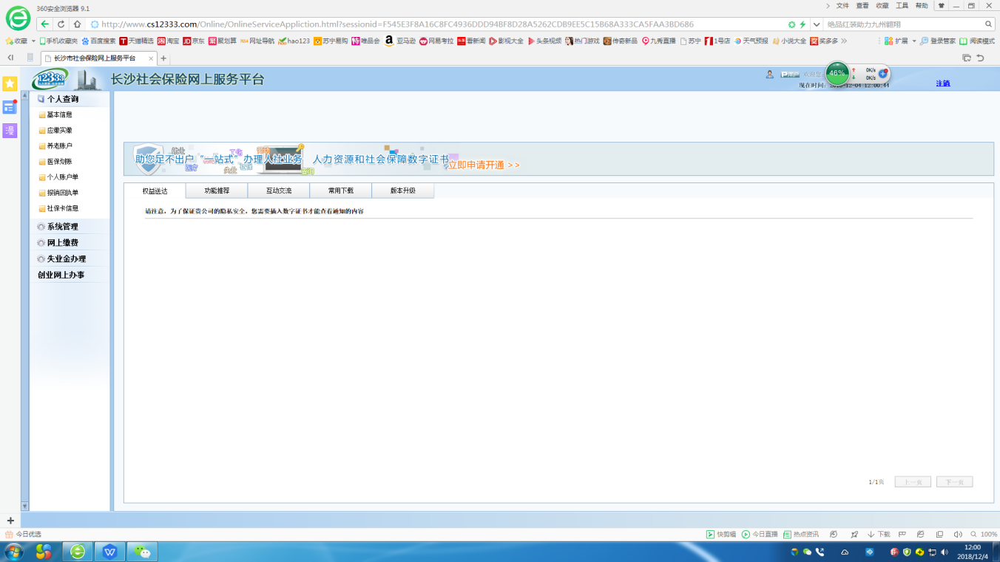 360安全浏览器 9.1
文件 查看 收藏 工具 帮助
http://www.cs12333.com/Online/OnlineServiceAppliction.html?sessionid=F545E3F8A16C8FC4936DDD94BF8D28A52E2CDD9EE5C15B68A333CA5FAA3BD686
绝品红装助力九州翱翔
收藏 手机收藏夹 百度搜索 天猫精选 淘宝 京东 聚划算 网址导航 hao123 苏宁易购 唯品会 亚马逊 网易考拉 看新闻 影视大全 头条视频 热门游戏 传奇新品 九秀直播 苏宁 1号店 天气预报 小说大全 奖多多 扩展 登录管家 阅读模式
长沙市社会保险网上服务平台
12333 长沙社会保险网上服务平台
46% 0K/s
0K/s
现在时间: 2018-12-04 12:00:44
注销
个人查询
基本信息
应缴实缴
养老账户
医保划账
个人账户单
报销回执单
社保卡信息
系统管理
网上缴费
失业金办理
创业网上办事
助您足不出户“一站式”办理人社业务 人力资源和社会保障数字证书
立即申请开通 >>
权益送达 功能推荐 互动交流 常用下载 版本升级
请注意，为了保证贵公司的隐私安全，您需要插入数字证书才能查看通知的内容
1/1页 上一页 下一页
今日优选
快剪辑 今日直播 热点资讯 下载 100%
12:00
2018/12/4